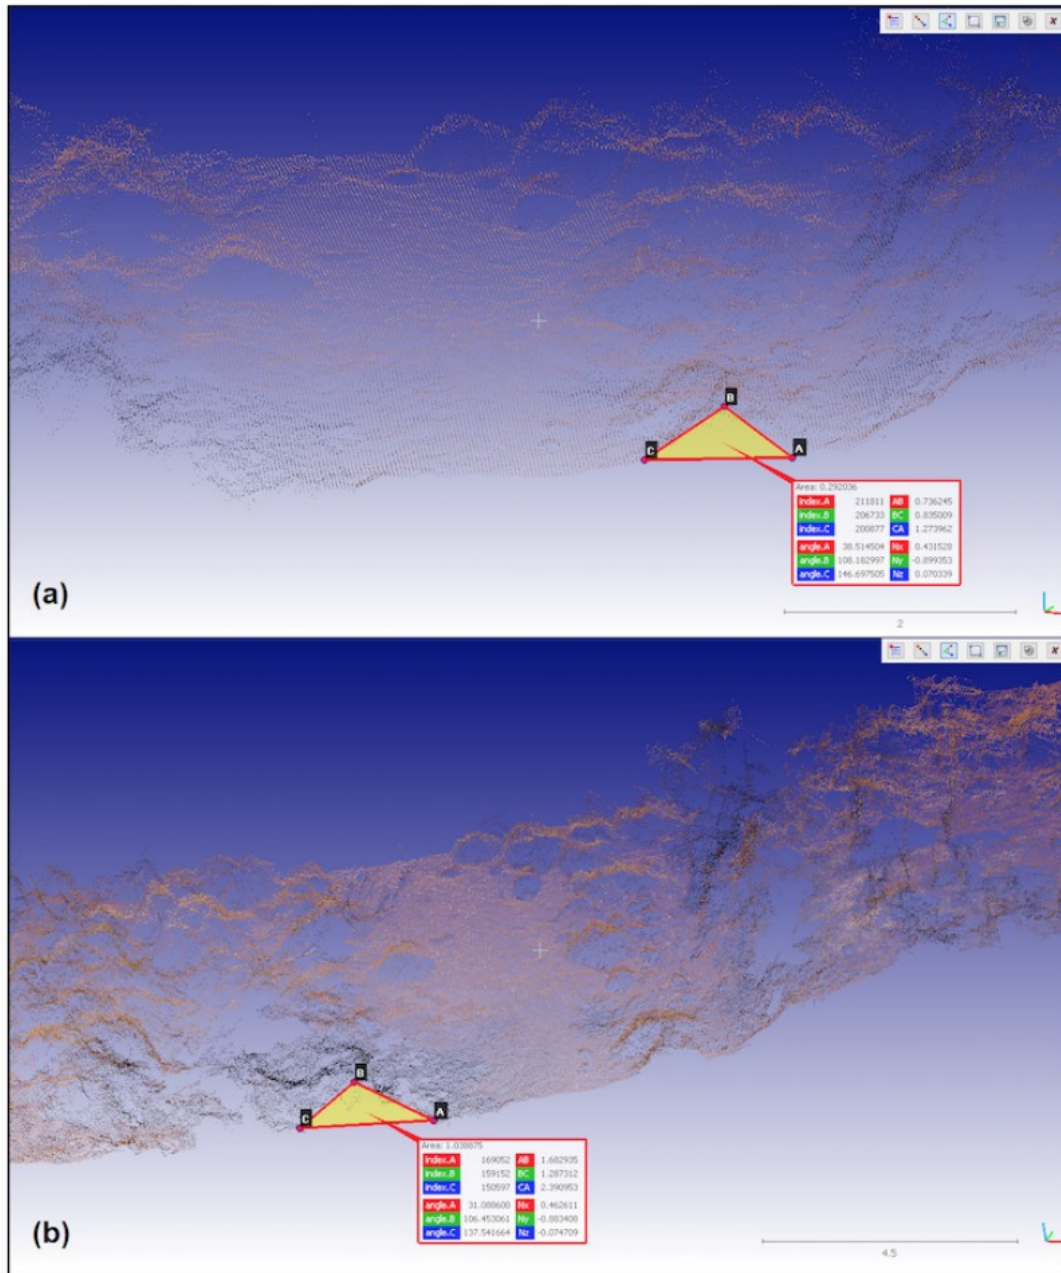 B
C
A
Area: 0.292036
index.A 211811 AB 0.736245
index.B 206733 BC 0.835009
index.C 200877 CA 1.273962
angle.A 38.514504 Nx 0.431528
angle.B 108.182997 Ny -0.899353
angle.C 146.697505 Nz 0.070339
(a)
2
B
C
A
Area: 1.038875
index.A 169052 AB 1.682935
index.B 159152 BC 1.287312
index.C 150597 CA 2.390953
angle.A 31.088600 Nx 0.462611
angle.B 106.453061 Ny -0.883408
angle.C 137.541664 Nz -0.074709
(b)
4.5